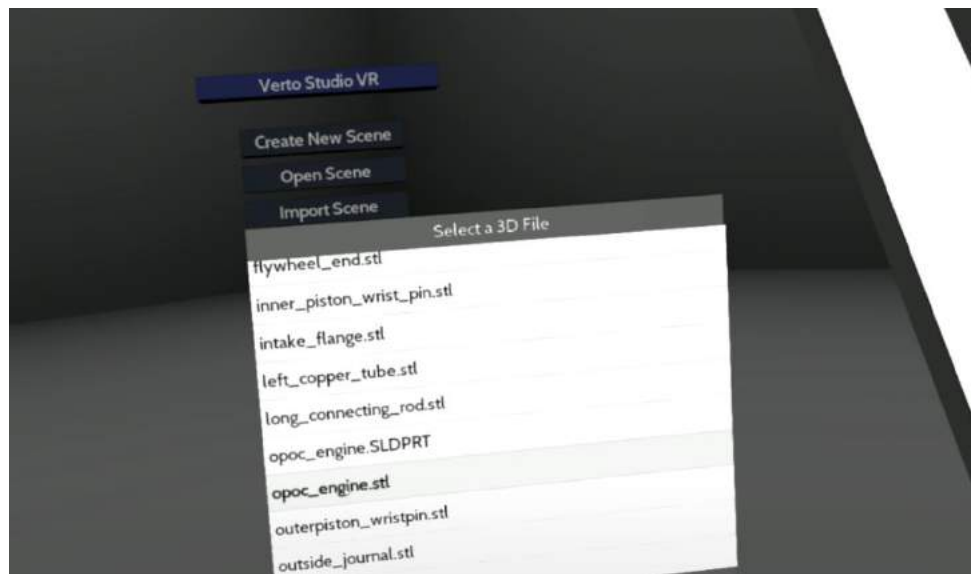 Verto Studio VR
Create New Scene
Open Scene
Import Scene
Select a 3D File
flywheel_end.stl
inner_piston_wrist_pin.stl
intake_flange.stl
left_copper_tube.stl
long_connecting_rod.stl
opoc_engine.SLDPRT
opoc_engine.stl
outerpiston_wristpin.stl
outside_journal.stl